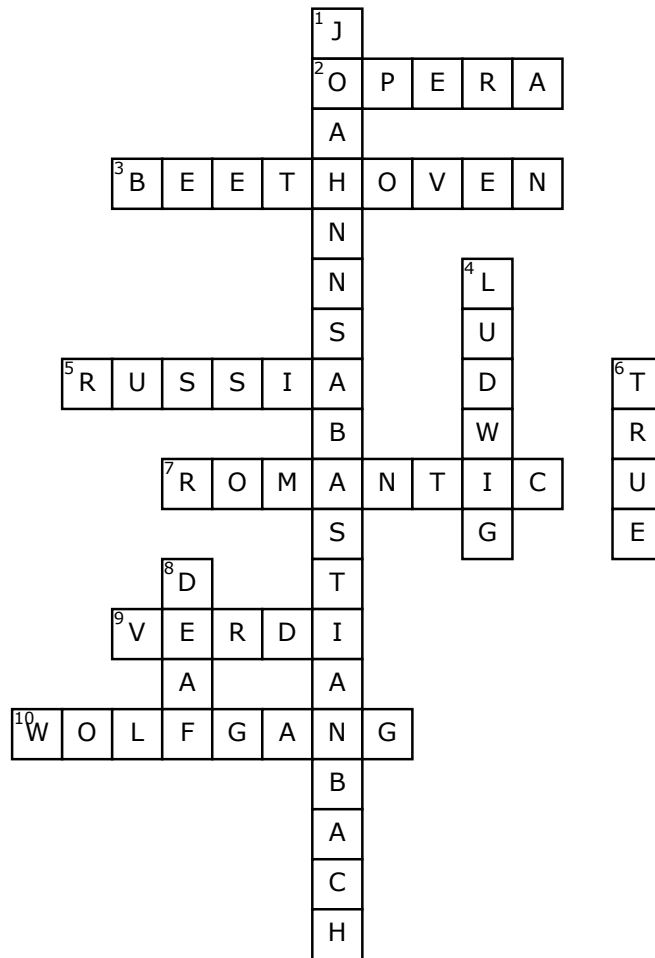 1 JOAHNNSABASTIANBACH
2 OPERA
3 BEETHOVEN
4 LUDWIG
5 RUSSIA
6 TRUE
7 ROMANTIC
8 DEAF
9 VERDI
10 WOLFGANG